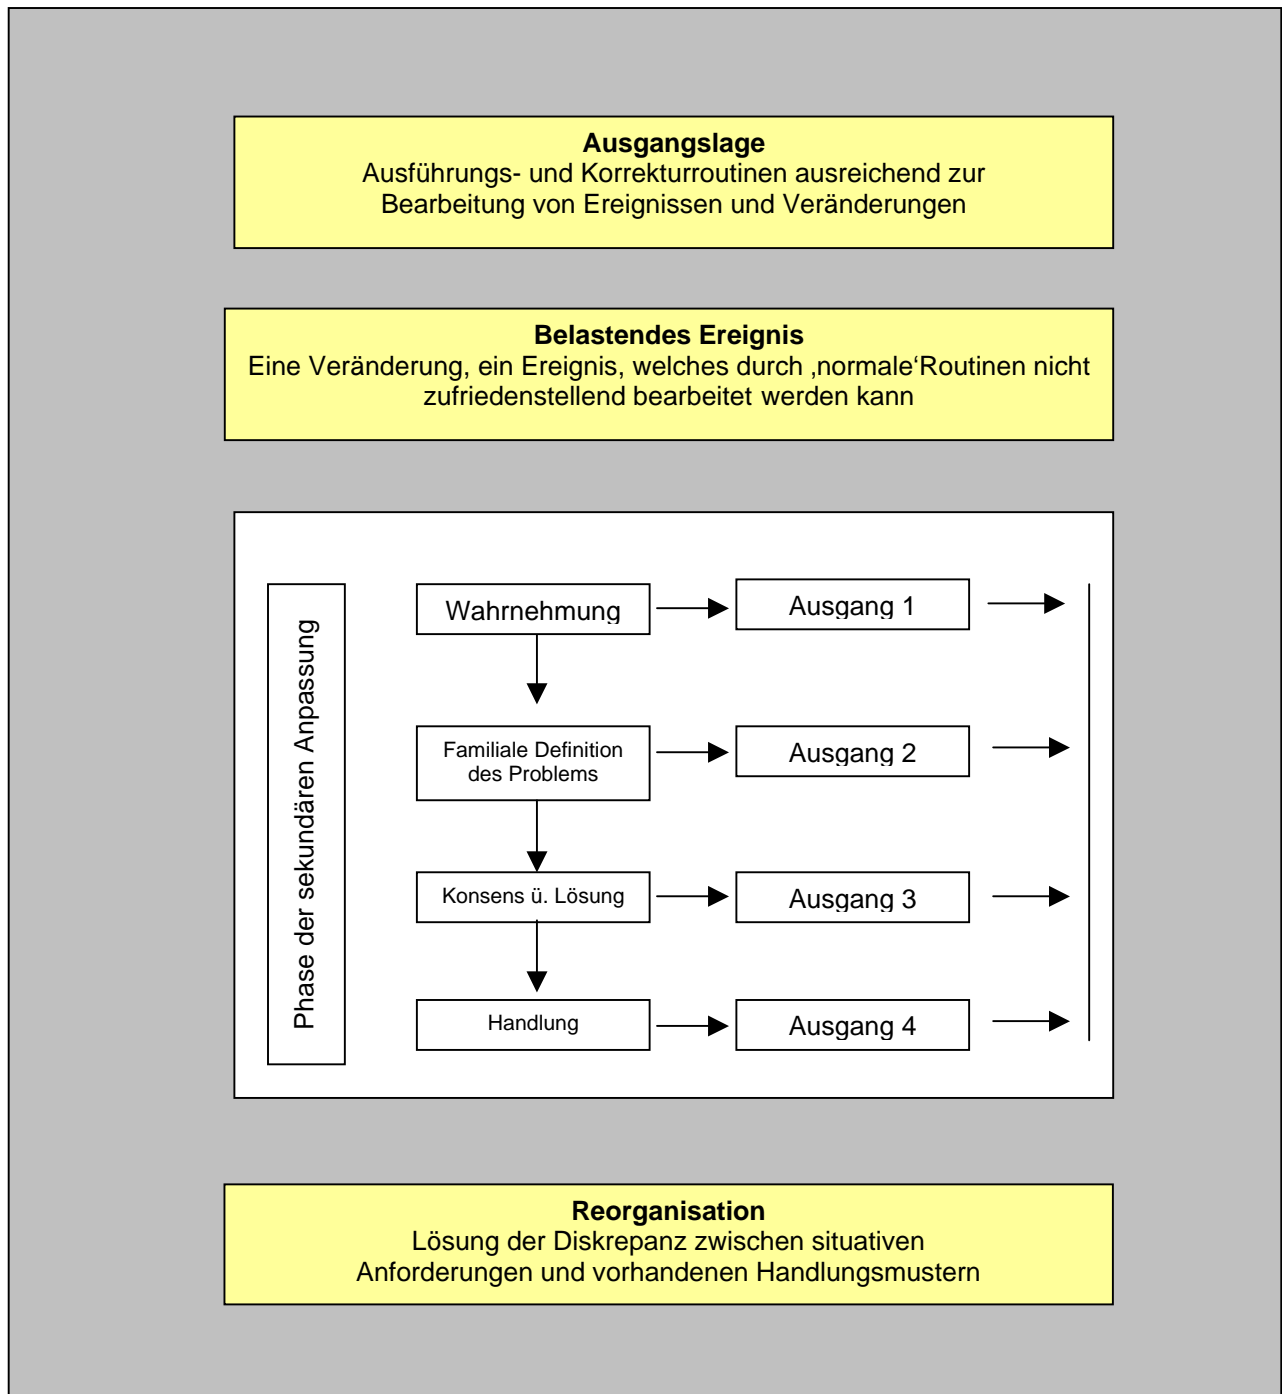 Ausgangslage
Ausführungs- und Korrekturroutinen ausreichend zur
Bearbeitung von Ereignissen und Veränderungen
Belastendes Ereignis
Eine Veränderung, ein Ereignis, welches durch ‚normale‘Routinen nicht
zufriedenstellend bearbeitet werden kann
Phase der sekundären Anpassung
Wahrnehmung
Ausgang 1
Familiale Definition
des Problems
Ausgang 2
Konsens ü. Lösung
Ausgang 3
Handlung
Ausgang 4
Reorganisation
Lösung der Diskrepanz zwischen situativen
Anforderungen und vorhandenen Handlungsmustern